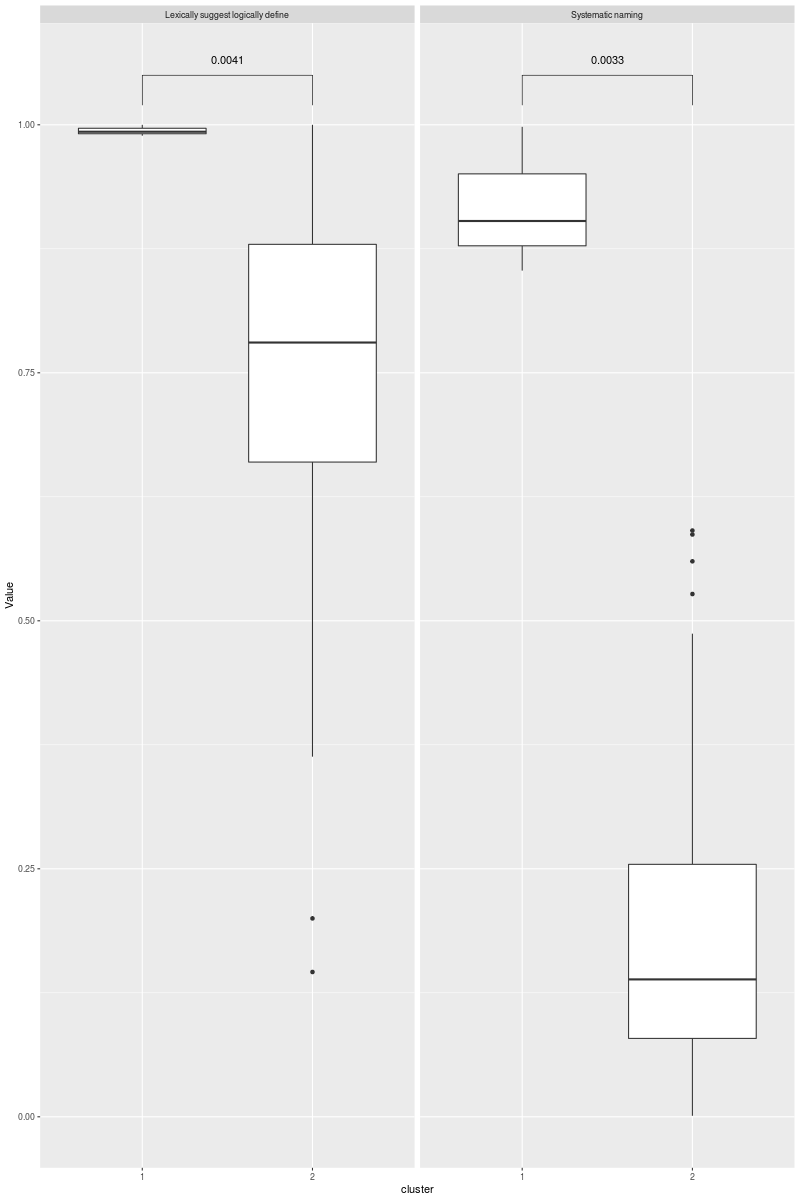 Lexically suggest logically define
Systematic naming
0.0041
0.0033
1.00
0.75
0.50
0.25
0.00
Value
1
2
1
2
cluster